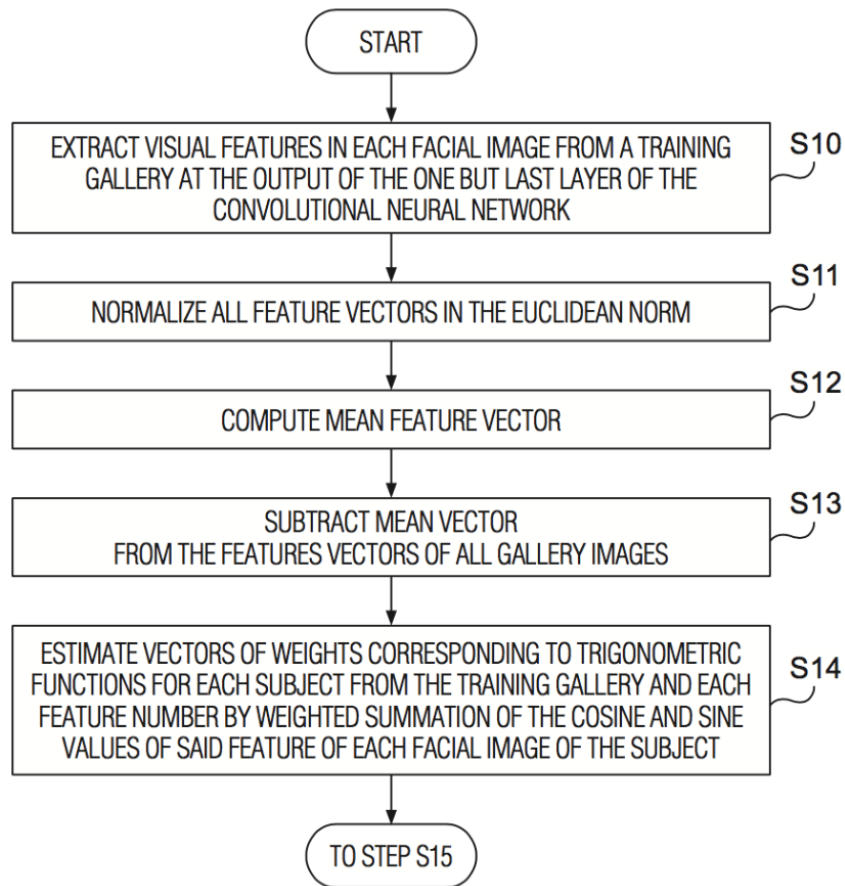 START
EXTRACT VISUAL FEATURES IN EACH FACIAL IMAGE FROM A TRAINING
GALLERY AT THE OUTPUT OF THE ONE BUT LAST LAYER OF THE
CONVOLUTIONAL NEURAL NETWORK
S10
NORMALIZE ALL FEATURE VECTORS IN THE EUCLIDEAN NORM
S11
COMPUTE MEAN FEATURE VECTOR
S12
SUBTRACT MEAN VECTOR
FROM THE FEATURES VECTORS OF ALL GALLERY IMAGES
S13
ESTIMATE VECTORS OF WEIGHTS CORRESPONDING TO TRIGONOMETRIC
FUNCTIONS FOR EACH SUBJECT FROM THE TRAINING GALLERY AND EACH
FEATURE NUMBER BY WEIGHTED SUMMATION OF THE COSINE AND SINE
VALUES OF SAID FEATURE OF EACH FACIAL IMAGE OF THE SUBJECT
S14
TO STEP S15